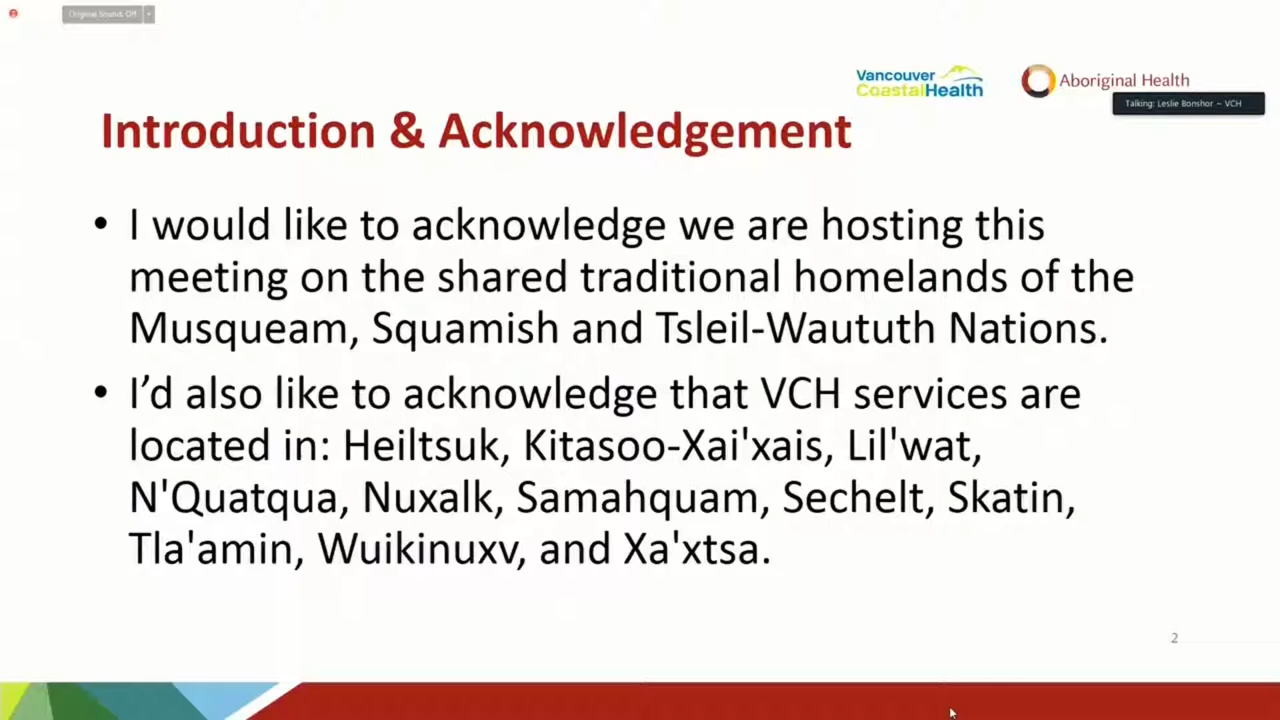 Original Sound: Off
Vancouver
CoastalHealth
Aboriginal Health
Talking: Leslie Bonshor ~ VCH
Introduction & Acknowledgement
• I would like to acknowledge we are hosting this
meeting on the shared traditional homelands of the
Musqueam, Squamish and Tsleil-Waututh Nations.
• I’d also like to acknowledge that VCH services are
located in: Heiltsuk, Kitasoo-Xai'xais, Lil'wat,
N'Quatqua, Nuxalk, Samahquam, Sechelt, Skatin,
Tla'amin, Wuikinuxv, and Xa'xtsa.
2